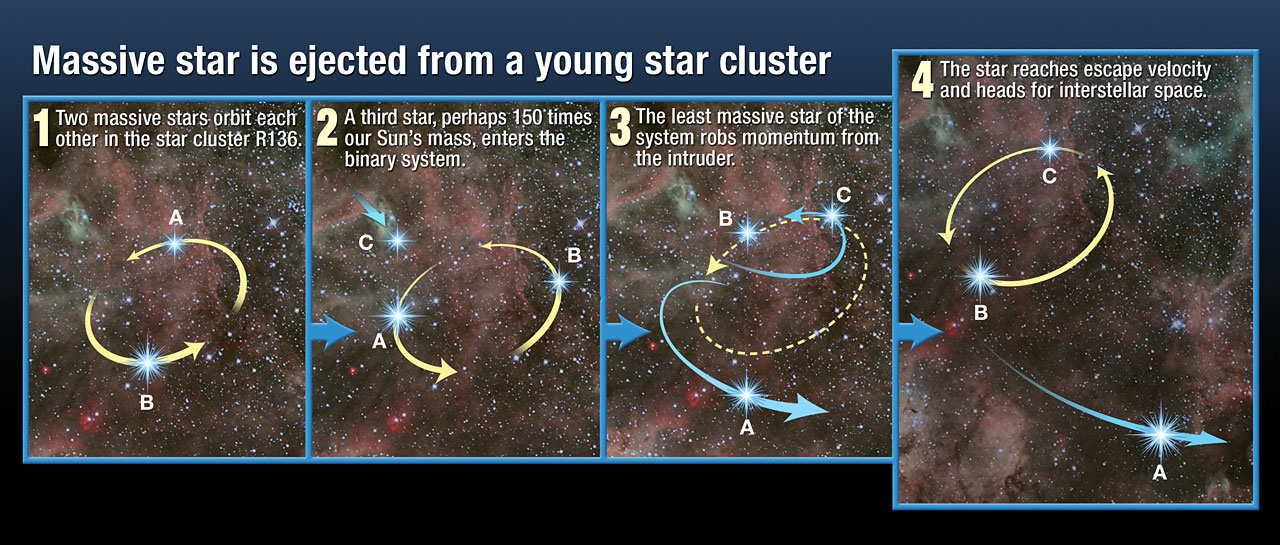 Massive star is ejected from a young star cluster
1 Two massive stars orbit each
other in the star cluster R136.
A
B
2 A third star, perhaps 150 times
our Sun's mass, enters the
binary system.
C
B
A
3 The least massive star of the
system robs momentum from
the intruder.
C
B
A
4 The star reaches escape velocity
and heads for interstellar space.
C
B
A